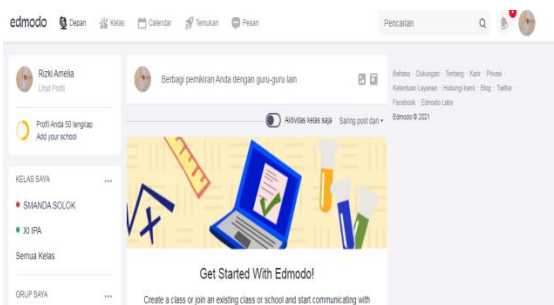 edmodo Depan Kelas Calendar Temukan Pesan Pencarian
Rizki Amelia
Lihat Profil
Profil Anda 50 lengkap
Add your school
KELAS SAYA ...
SMANDA SOLOK
XI IPA
Semua Kelas
GRUP SAYA ...
Berbagi pemikiran Anda dengan guru-guru lain
Aktivitas kelas saja Saring post dari
Get Started With Edmodo!
Create a class or join an existing class or school and start communicating with
Bahasa · Dukungan · Tentang · Karir · Privasi ·
Ketentuan Layanan · Hubungi kami · Blog · Twitter ·
Facebook · Edmodo Labs
Edmodo © 2021